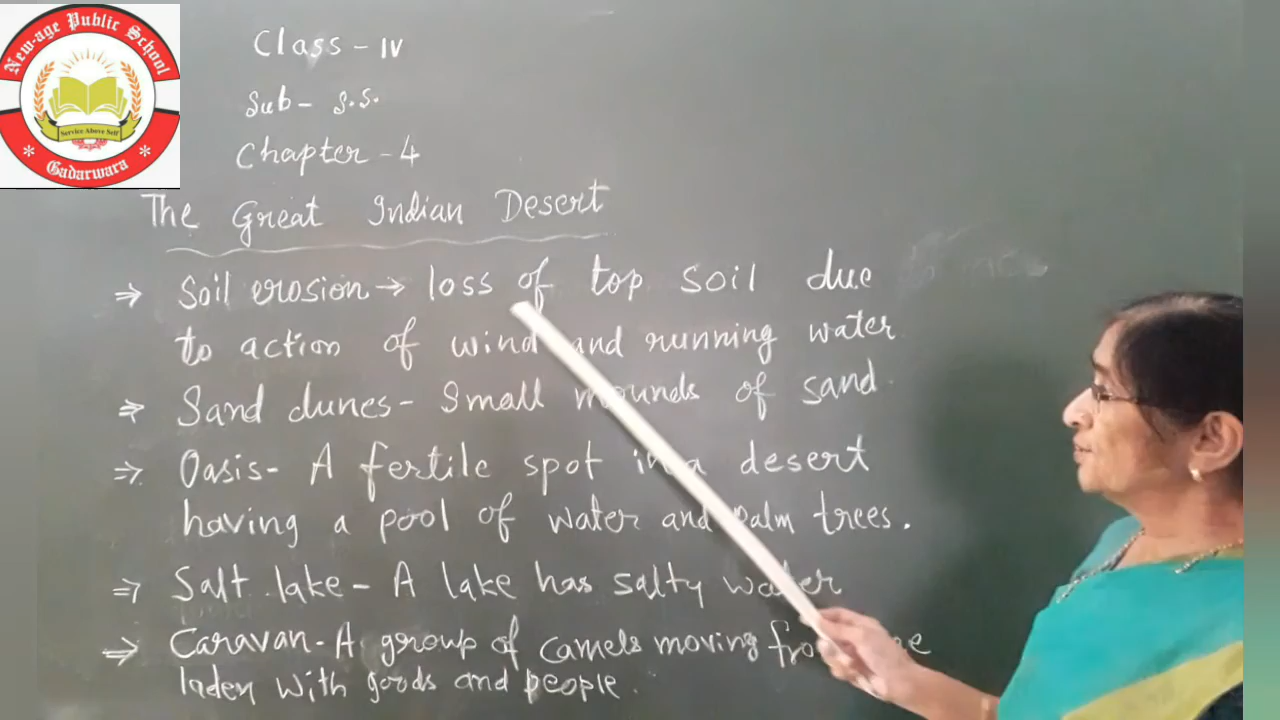 New-age Public School
Service Above Self
Gadarwara
Class - IV
Sub - S.S.
Chapter - 4
The Great Indian Desert
⇒ Soil erosion → loss of top soil due
to action of wind and running water
⇒ Sand dunes - Small mounds of sand
⇒ Oasis - A fertile spot in a desert
having a pool of water and palm trees.
⇒ Salt lake - A lake has salty water
⇒ Caravan - A group of camels moving
laden with goods and people.